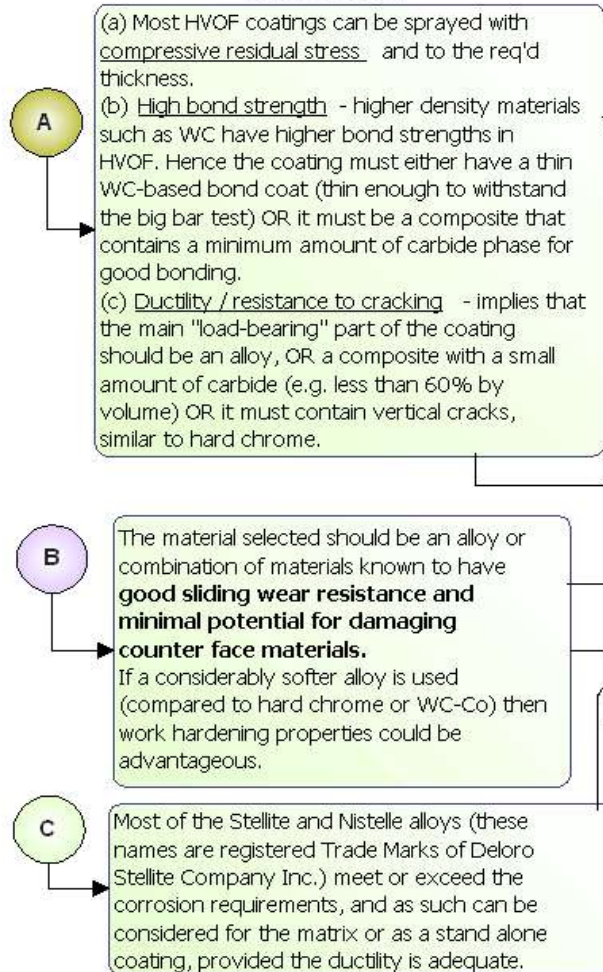 (a) Most HVOF coatings can be sprayed with
compressive residual stress and to the req'd
thickness.
A
(b) High bond strength - higher density materials
such as WC have higher bond strengths in
HVOF. Hence the coating must either have a thin
WC-based bond coat (thin enough to withstand
the big bar test) OR it must be a composite that
contains a minimum amount of carbide phase for
good bonding.
(c) Ductility / resistance to cracking - implies that
the main "load-bearing" part of the coating
should be an alloy, OR a composite with a small
amount of carbide (e.g. less than 60% by
volume) OR it must contain vertical cracks,
similar to hard chrome.
B
The material selected should be an alloy or
combination of materials known to have
good sliding wear resistance and
minimal potential for damaging
counter face materials.
If a considerably softer alloy is used
(compared to hard chrome or WC-Co) then
work hardening properties could be
advantageous.
C
Most of the Stellite and Nistelle alloys (these
names are registered Trade Marks of Deloro
Stellite Company Inc.) meet or exceed the
corrosion requirements, and as such can be
considered for the matrix or as a stand alone
coating, provided the ductility is adequate.